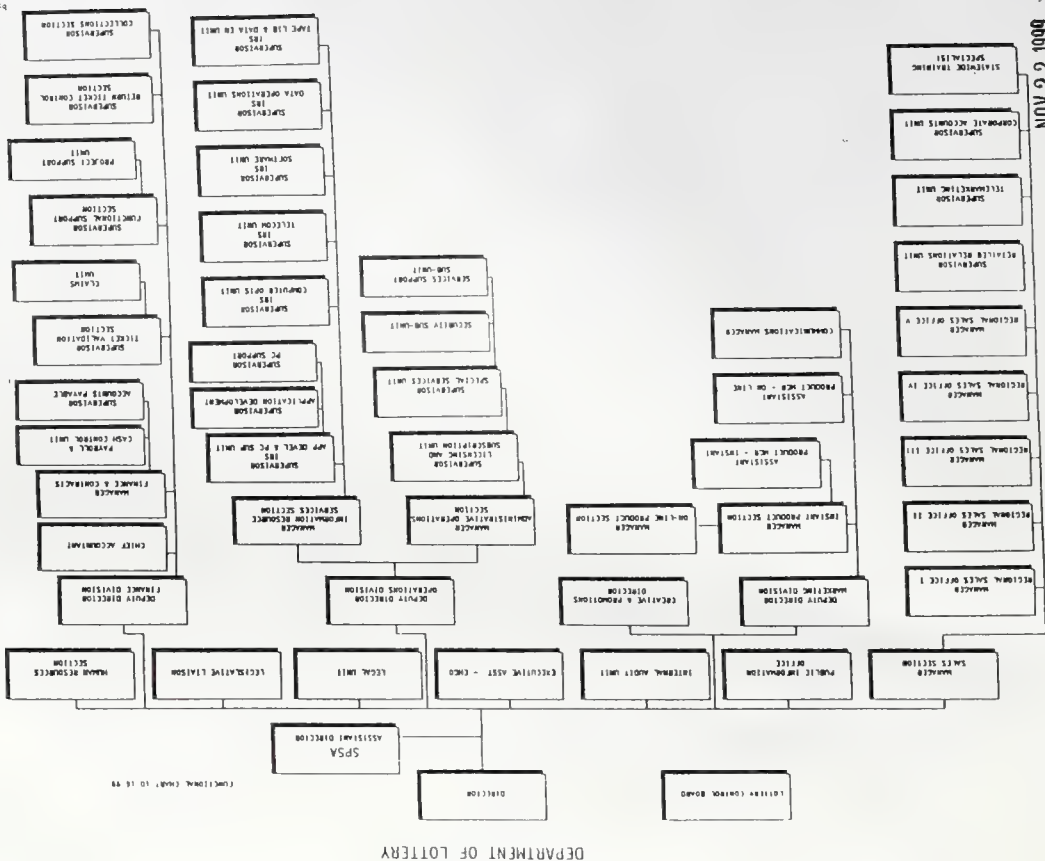 DEPARTMENT OF LOTTERY
LOTTERY CONTROL BOARD
DIRECTOR
FUNCTIONAL CHART
SPSA
ASSISTANT DIRECTOR
MANAGER
SALES SECTION
PUBLIC INFORMATION
OFFICE
INTERNAL AUDIT UNIT
EXECUTIVE ASST - EHCO
LEGAL UNIT
LEGISLATIVE LIAISON
HUMAN RESOURCES
SECTION
MANAGER
REGIONAL SALES OFFICE I
MANAGER
REGIONAL SALES OFFICE II
MANAGER
REGIONAL SALES OFFICE III
MANAGER
REGIONAL SALES OFFICE IV
MANAGER
REGIONAL SALES OFFICE V
SUPERVISOR
RETAILER RELATIONS UNIT
SUPERVISOR
TELEMARKETING UNIT
SUPERVISOR
CORPORATE ACCOUNTS UNIT
STATEWIDE TRAINING
SPECIALIST
DEPUTY DIRECTOR
MARKETING DIVISION
CREATIVE & PROMOTIONS
DIRECTOR
MANAGER
INSTANT PRODUCT SECTION
MANAGER
ON-LINE PRODUCT SECTION
ASSISTANT
PRODUCT MGR - INSTANT
ASSISTANT
PRODUCT MGR - ON LINE
COMMUNICATIONS MANAGER
DEPUTY DIRECTOR
OPERATIONS DIVISION
MANAGER
ADMINISTRATIVE OPERATIONS
SECTION
SUPERVISOR
LICENSING AND
SUBSCRIPTION UNIT
SUPERVISOR
SPECIAL SERVICES UNIT
SECURITY SUB-UNIT
SERVICES SUPPORT
SUB-UNIT
MANAGER
INFORMATION RESOURCE
SERVICES SECTION
SUPERVISOR
IRS
APP DEVEL & PC SUP UNIT
SUPERVISOR
APPLICATION DEVELOPMENT
SUPERVISOR
PC SUPPORT
SUPERVISOR
IRS
COMPUTER OPTS UNIT
SUPERVISOR
IRS
TELECOM UNIT
SUPERVISOR
IRS
SOFTWARE UNIT
SUPERVISOR
IRS
DATA OPERATIONS UNIT
SUPERVISOR
IRS
TAPE LIB & DATA EN UNIT
DEPUTY DIRECTOR
FINANCE DIVISION
CHIEF ACCOUNTANT
MANAGER
FINANCE & CONTRACTS
PAYROLL &
CASH CONTROL UNIT
SUPERVISOR
ACCOUNTS PAYABLE
SUPERVISOR
TICKET VALIDATION
SECTION
CLAIMS
UNIT
SUPERVISOR
FUNCTIONAL SUPPORT
SECTION
PROJECT SUPPORT
UNIT
SUPERVISOR
RETURN TICKET CONTROL
SECTION
SUPERVISOR
COLLECTIONS SECTION
NOV 2 2 1999